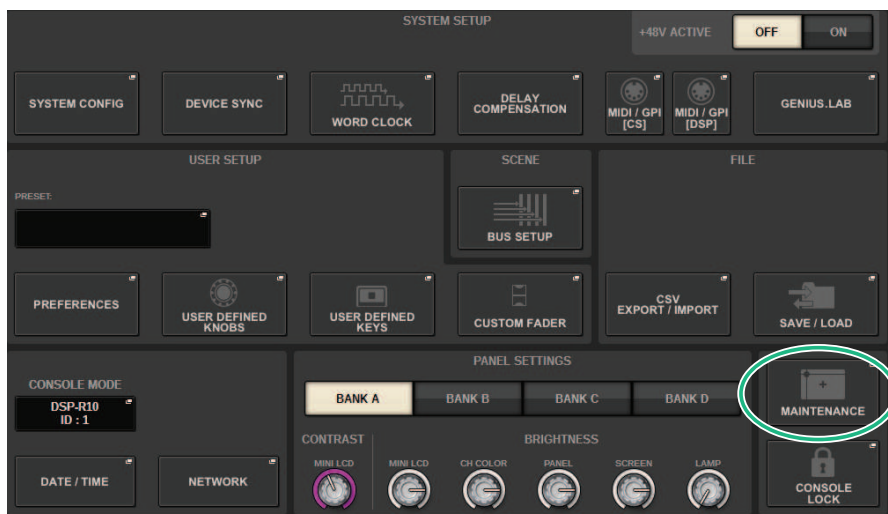 SYSTEM SETUP
+48V ACTIVE
OFF
ON
SYSTEM CONFIG
DEVICE SYNC
WORD CLOCK
DELAY
COMPENSATION
MIDI / GPI
[CS]
MIDI / GPI
[DSP]
GENIUS.LAB
USER SETUP
SCENE
FILE
PRESET:
BUS SETUP
PREFERENCES
USER DEFINED
KNOBS
USER DEFINED
KEYS
CUSTOM FADER
CSV
EXPORT / IMPORT
SAVE / LOAD
CONSOLE MODE
DSP-R10
ID : 1
DATE / TIME
NETWORK
PANEL SETTINGS
BANK A
BANK B
BANK C
BANK D
CONTRAST
BRIGHTNESS
MINI LCD
MINI LCD
CH COLOR
PANEL
SCREEN
LAMP
MAINTENANCE
CONSOLE
LOCK